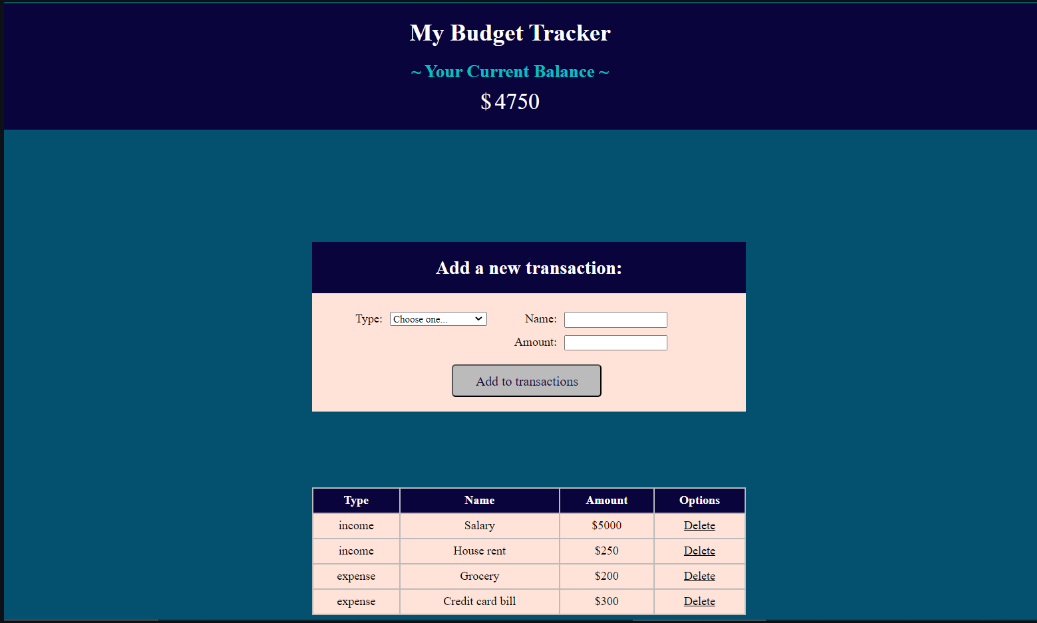 My Budget Tracker
~ Your Current Balance ~
$4750
Add a new transaction:
Type: Choose one... Name:
Amount:
Add to transactions
Type Name Amount Options
income Salary $5000 Delete
income House rent $250 Delete
expense Grocery $200 Delete
expense Credit card bill $300 Delete